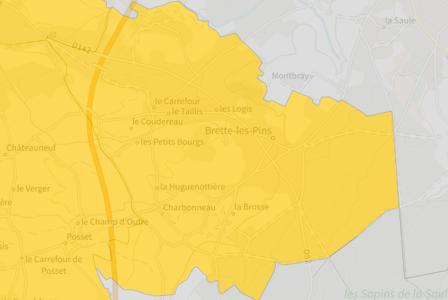 la Saule
D142
Montbray
le Carrefour
le Taillis
les Logis
le Coudereau
Brette-les-Pins
les Petits Bourgs
Châteauneuf
la Huguenottière
le Verger
ère
Charbonneau
la Brosse
le Champ d'Outre
Posset
sis
le Carrefour de
Posset
les Sapins de la Saule